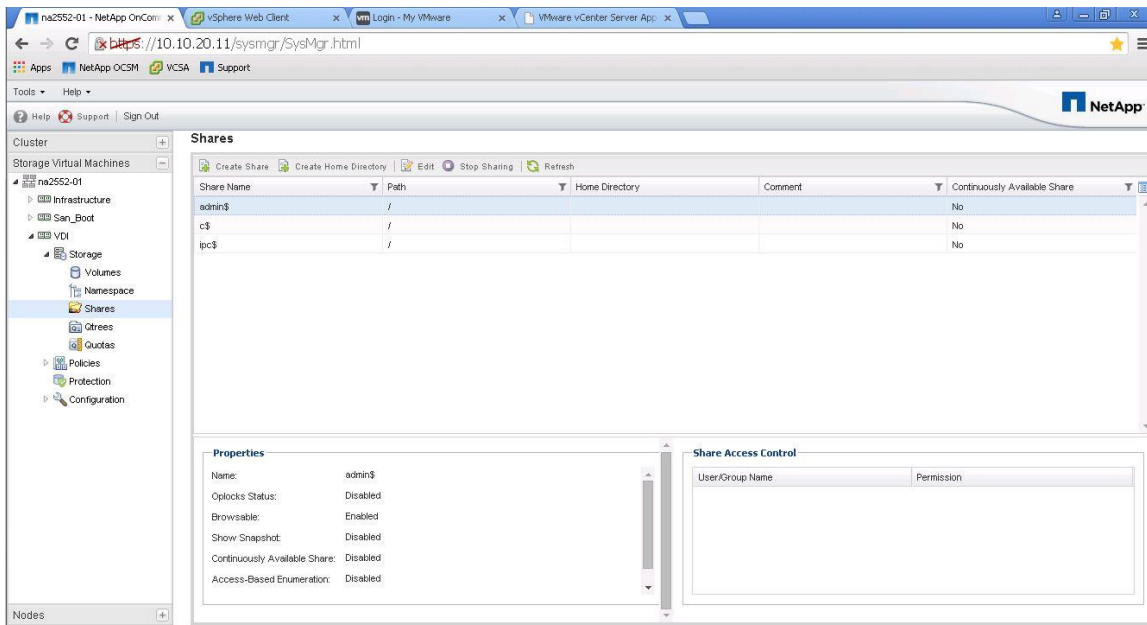 na2552-01 - NetApp OnCom
vSphere Web Client
vm Login - My VMware
VMware vCenter Server App
https://10.10.20.11/sysmgr/SysMgr.html
Apps NetApp OCSM VCSA Support
Tools Help
NetApp
Help Support Sign Out
Cluster
Storage Virtual Machines
na2552-01
Infrastructure
San_Boot
VDI
Storage
Volumes
Namespace
Shares
Qtrees
Quotas
Policies
Protection
Configuration
Nodes
Shares
Create Share Create Home Directory Edit Stop Sharing Refresh
Share Name Path Home Directory Comment Continuously Available Share
admin$ / No
c$ / No
ipc$ / No
Properties
Name: admin$
Oplocks Status: Disabled
Browsable: Enabled
Show Snapshot: Disabled
Continuously Available Share: Disabled
Access-Based Enumeration: Disabled
Share Access Control
User/Group Name Permission